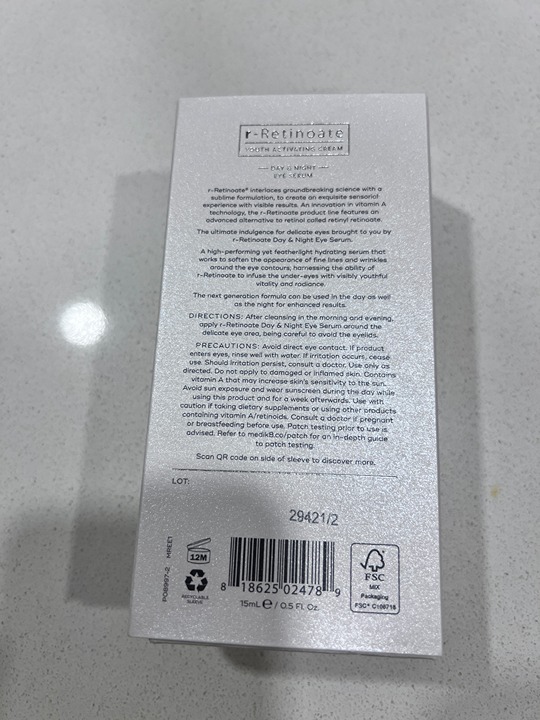 r-Retinoate
YOUTH ACTIVATING CREAM
DAY & NIGHT
EYE SERUM
r-Retinoate® interlaces groundbreaking science with a
sublime formulation, to create an exquisite sensorial
experience with visible results. An innovation in vitamin A
technology, the r-Retinoate product line features an
advanced alternative to retinol called retinyl retinoate.
The ultimate indulgence for delicate eyes brought to you by
r-Retinoate Day & Night Eye Serum.
A high-performing yet featherlight hydrating serum that
works to soften the appearance of fine lines and wrinkles
around the eye contours; harnessing the ability of
r-Retinoate to infuse the under-eyes with visibly youthful
vitality and radiance.
The next generation formula can be used in the day as well
as the night for enhanced results.
DIRECTIONS: After cleansing in the morning and evening,
apply r-Retinoate Day & Night Eye Serum around the
delicate eye area, being careful to avoid the eyelids.
PRECAUTIONS: Avoid direct eye contact. If product
enters eyes, rinse well with water. If irritation occurs, cease
use. Should irritation persist, consult a doctor. Use only as
directed. Do not apply to damaged or inflamed skin. Contains
vitamin A that may increase skin's sensitivity to the sun.
Avoid sun exposure and wear sunscreen during the day while
using this product and for a week afterwards. Use with
caution if taking dietary supplements or using other products
containing vitamin A/retinoids. Consult a doctor if pregnant
or breastfeeding before use. Patch testing prior to use is
advised. Refer to medik8.co/patch for an in-depth guide
to patch testing.
Scan QR code on side of sleeve to discover more.
LOT:
29421/2
P08997-2 MREE1
12M
RECYCLABLE
SLEEVE
8 18625 02478 9
15mL e / 0.5 Fl. Oz.
FSC
MIX
Packaging
FSC® C106716